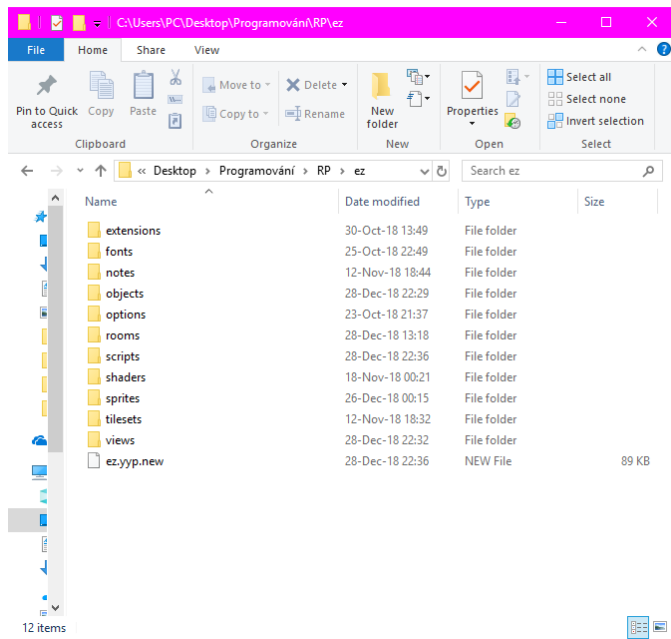 C:\Users\PC\Desktop\Programování\RP\ez
File Home Share View
Pin to Quick access
Copy
Paste
Clipboard
Move to
Copy to
Delete
Rename
Organize
New folder
New
Properties
Open
Select all
Select none
Invert selection
Select
« Desktop > Programování > RP > ez
Search ez
Name Date modified Type Size
extensions 30-Oct-18 13:49 File folder
fonts 25-Oct-18 22:49 File folder
notes 12-Nov-18 18:44 File folder
objects 28-Dec-18 22:29 File folder
options 23-Oct-18 21:37 File folder
rooms 28-Dec-18 13:18 File folder
scripts 28-Dec-18 22:36 File folder
shaders 18-Nov-18 00:21 File folder
sprites 26-Dec-18 00:15 File folder
tilesets 12-Nov-18 18:32 File folder
views 28-Dec-18 22:32 File folder
ez.yyp.new 28-Dec-18 22:36 NEW File 89 KB
12 items